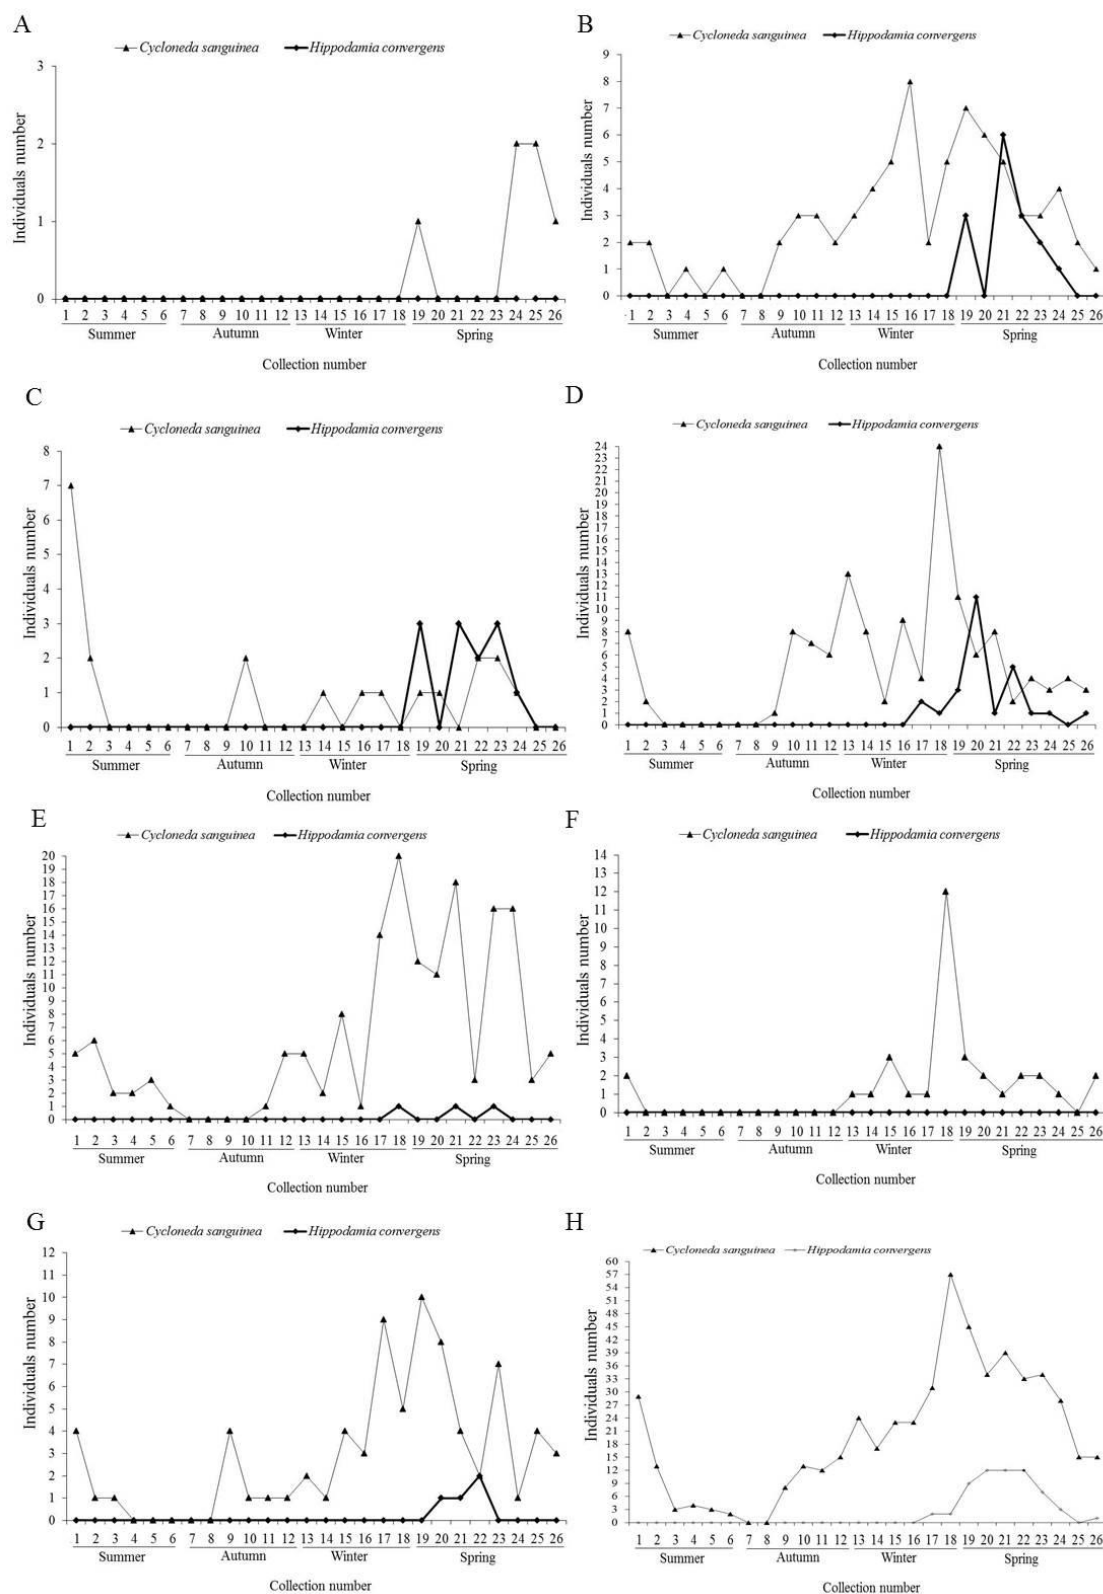 A
Cycloneda sanguinea Hippodamia convergens
Individuals number
3
2
1
0
1 2 3 4 5 6 7 8 9 10 11 12 13 14 15 16 17 18 19 20 21 22 23 24 25 26
Summer Autumn Winter Spring
Collection number
B
Cycloneda sanguinea Hippodamia convergens
Individuals number
9
8
7
6
5
4
3
2
1
0
1 2 3 4 5 6 7 8 9 10 11 12 13 14 15 16 17 18 19 20 21 22 23 24 25 26
Summer Autumn Winter Spring
Collection number
C
Cycloneda sanguinea Hippodamia convergens
Individuals number
8
7
6
5
4
3
2
1
0
1 2 3 4 5 6 7 8 9 10 11 12 13 14 15 16 17 18 19 20 21 22 23 24 25 26
Summer Autumn Winter Spring
Collection number
D
Cycloneda sanguinea Hippodamia convergens
Individuals number
24
23
22
21
20
19
18
17
16
15
14
13
12
11
10
9
8
7
6
5
4
3
2
1
0
1 2 3 4 5 6 7 8 9 10 11 12 13 14 15 16 17 18 19 20 21 22 23 24 25 26
Summer Autumn Winter Spring
Collection number
E
Cycloneda sanguinea Hippodamia convergens
Individuals number
20
19
18
17
16
15
14
13
12
11
10
9
8
7
6
5
4
3
2
1
0
1 2 3 4 5 6 7 8 9 10 11 12 13 14 15 16 17 18 19 20 21 22 23 24 25 26
Summer Autumn Winter Spring
Collection number
F
Cycloneda sanguinea Hippodamia convergens
Individuals number
14
13
12
11
10
9
8
7
6
5
4
3
2
1
0
1 2 3 4 5 6 7 8 9 10 11 12 13 14 15 16 17 18 19 20 21 22 23 24 25 26
Summer Autumn Winter Spring
Collection number
G
Cycloneda sanguinea Hippodamia convergens
Individuals number
12
11
10
9
8
7
6
5
4
3
2
1
0
1 2 3 4 5 6 7 8 9 10 11 12 13 14 15 16 17 18 19 20 21 22 23 24 25 26
Summer Autumn Winter Spring
Collection number
H
Cycloneda sanguinea Hippodamia convergens
Individuals number
60
57
54
51
48
45
42
39
36
33
30
27
24
21
18
15
12
9
6
3
0
1 2 3 4 5 6 7 8 9 10 11 12 13 14 15 16 17 18 19 20 21 22 23 24 25 26
Summer Autumn Winter Spring
Collection number